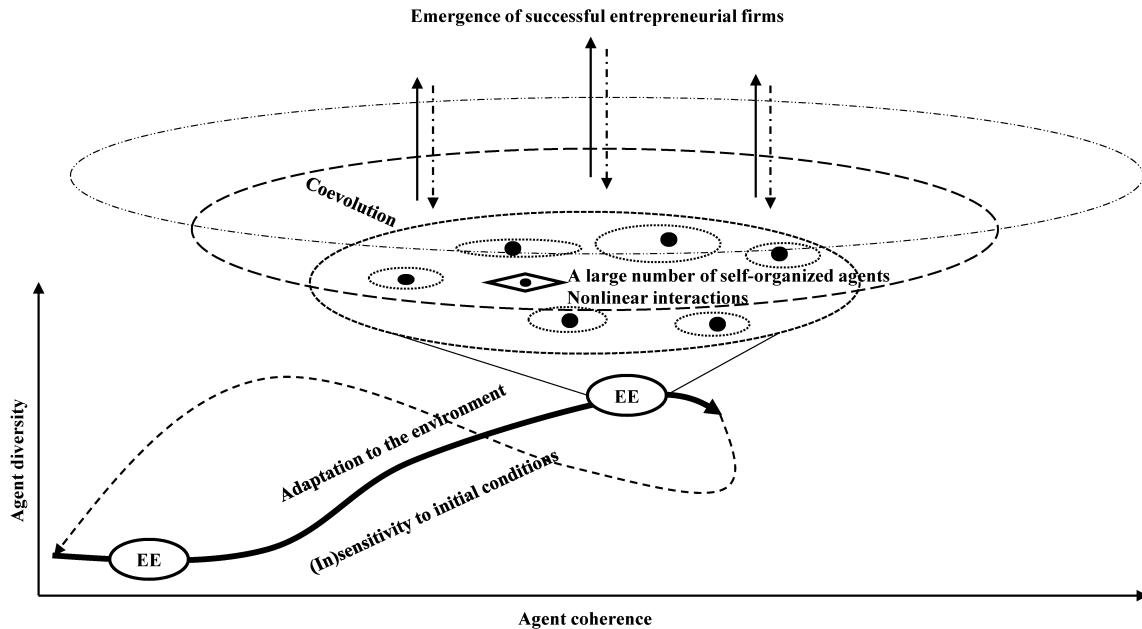 Emergence of successful entrepreneurial firms
Coevolution
A large number of self-organized agents
Nonlinear interactions
EE
Adaptation to the environment
(In)sensitivity to initial conditions
EE
Agent diversity
Agent coherence